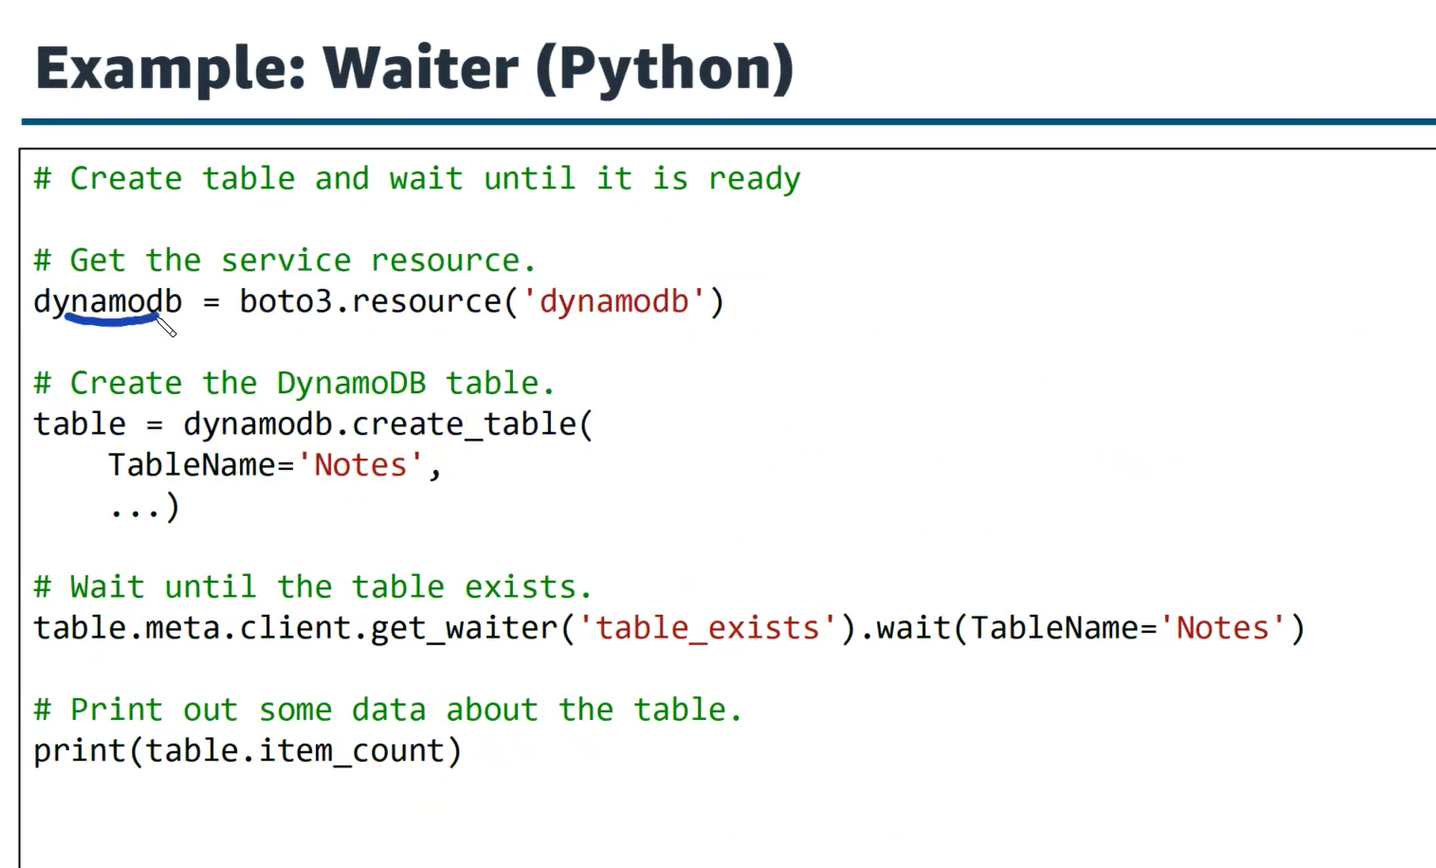 Example: Waiter (Python)
# Create table and wait until it is ready
# Get the service resource.
dynamodb = boto3.resource('dynamodb')
# Create the DynamoDB table.
table = dynamodb.create_table(
    TableName='Notes',
    ...)
# Wait until the table exists.
table.meta.client.get_waiter('table_exists').wait(TableName='Notes')
# Print out some data about the table.
print(table.item_count)